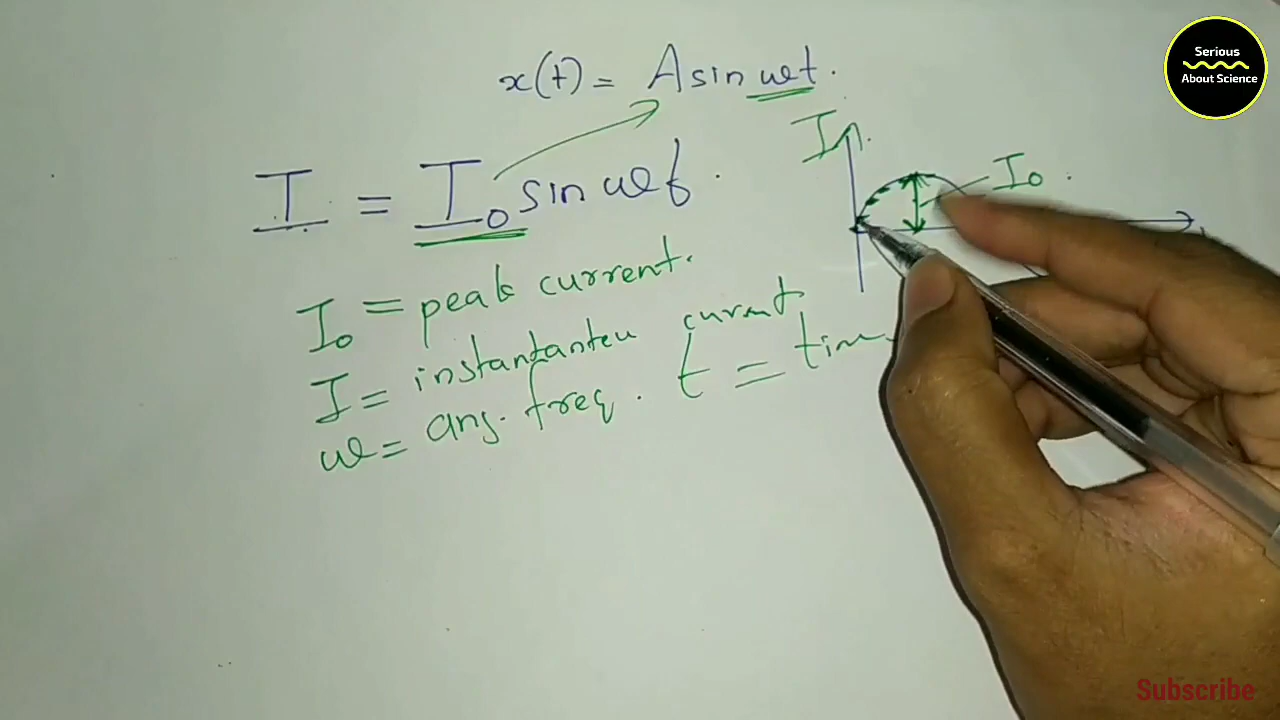 x(t) = A sin ωt.
I = I₀ sin ωt.
I₀ = peak current.
I = instantanteu current
ω = ang. freq. t = tim
I
I₀.
Serious
About Science
Subscribe